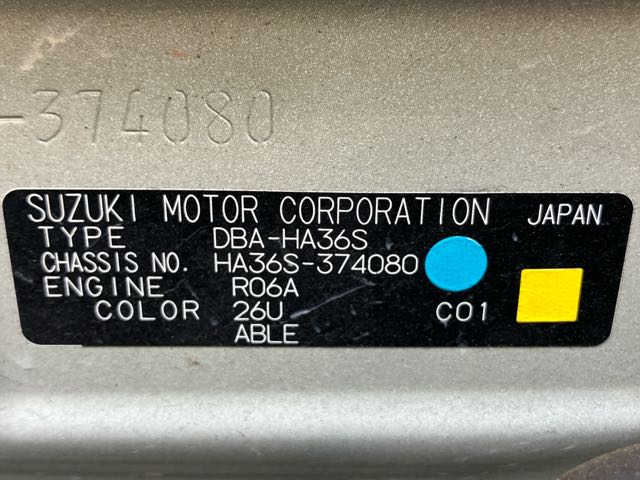 -374080
SUZUKI MOTOR CORPORATION JAPAN
TYPE DBA-HA36S
CHASSIS NO. HA36S-374080
ENGINE R06A
COLOR 26U C01
ABLE